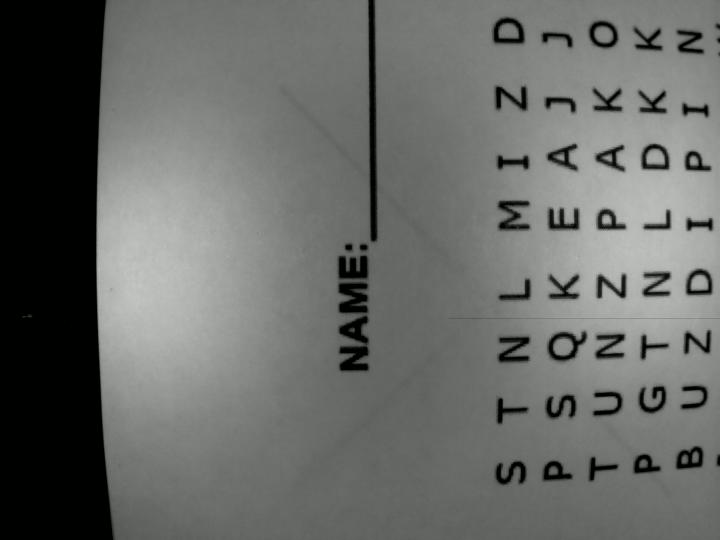 NAME:
S T N L M I Z D
P S Q K E A J J
T U N Z P A K O
P G T N L D K K
B U Z D I P I N